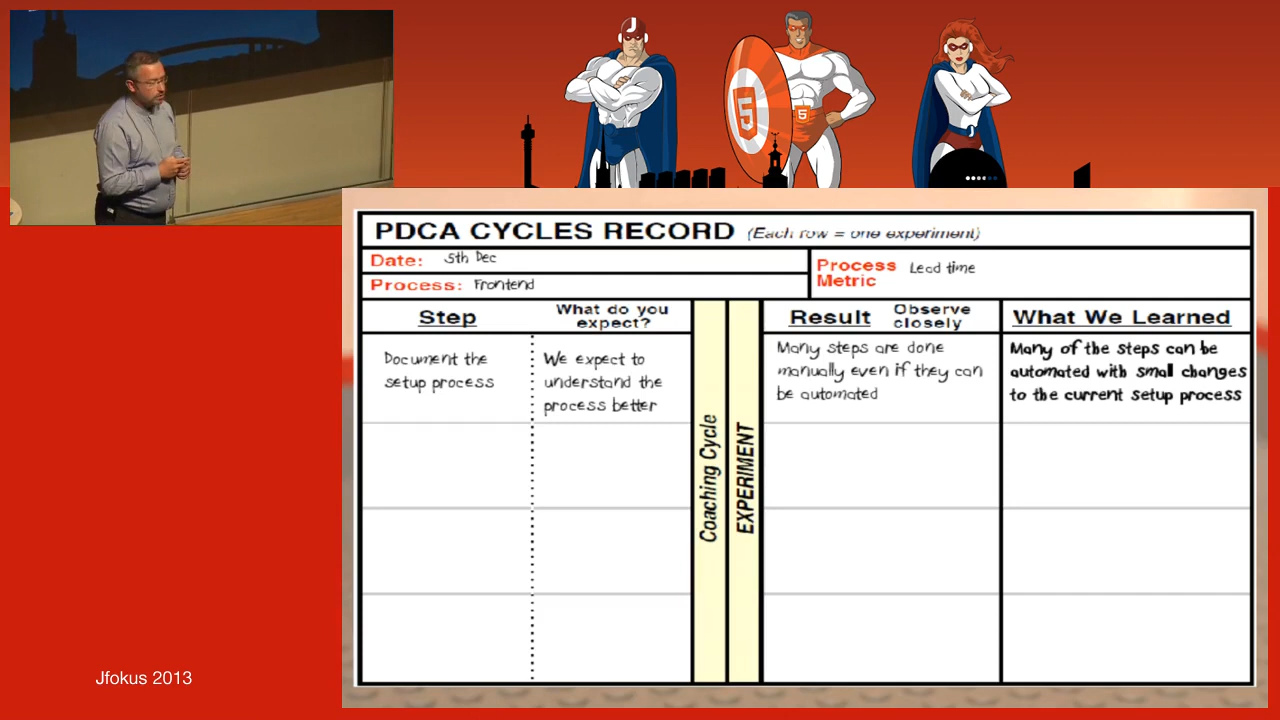 J
5
5
J
PDCA CYCLES RECORD (Each row = one experiment)
Date: 5th Dec
Process: Frontend
Process Metric Lead time
Step
What do you
expect?
Coaching Cycle
EXPERIMENT
Result
Observe
closely
What We Learned
Document the
setup process
We expect to
understand the
process better
Many steps are done
manually even if they can
be automated
Many of the steps can be
automated with small changes
to the current setup process
Jfokus 2013